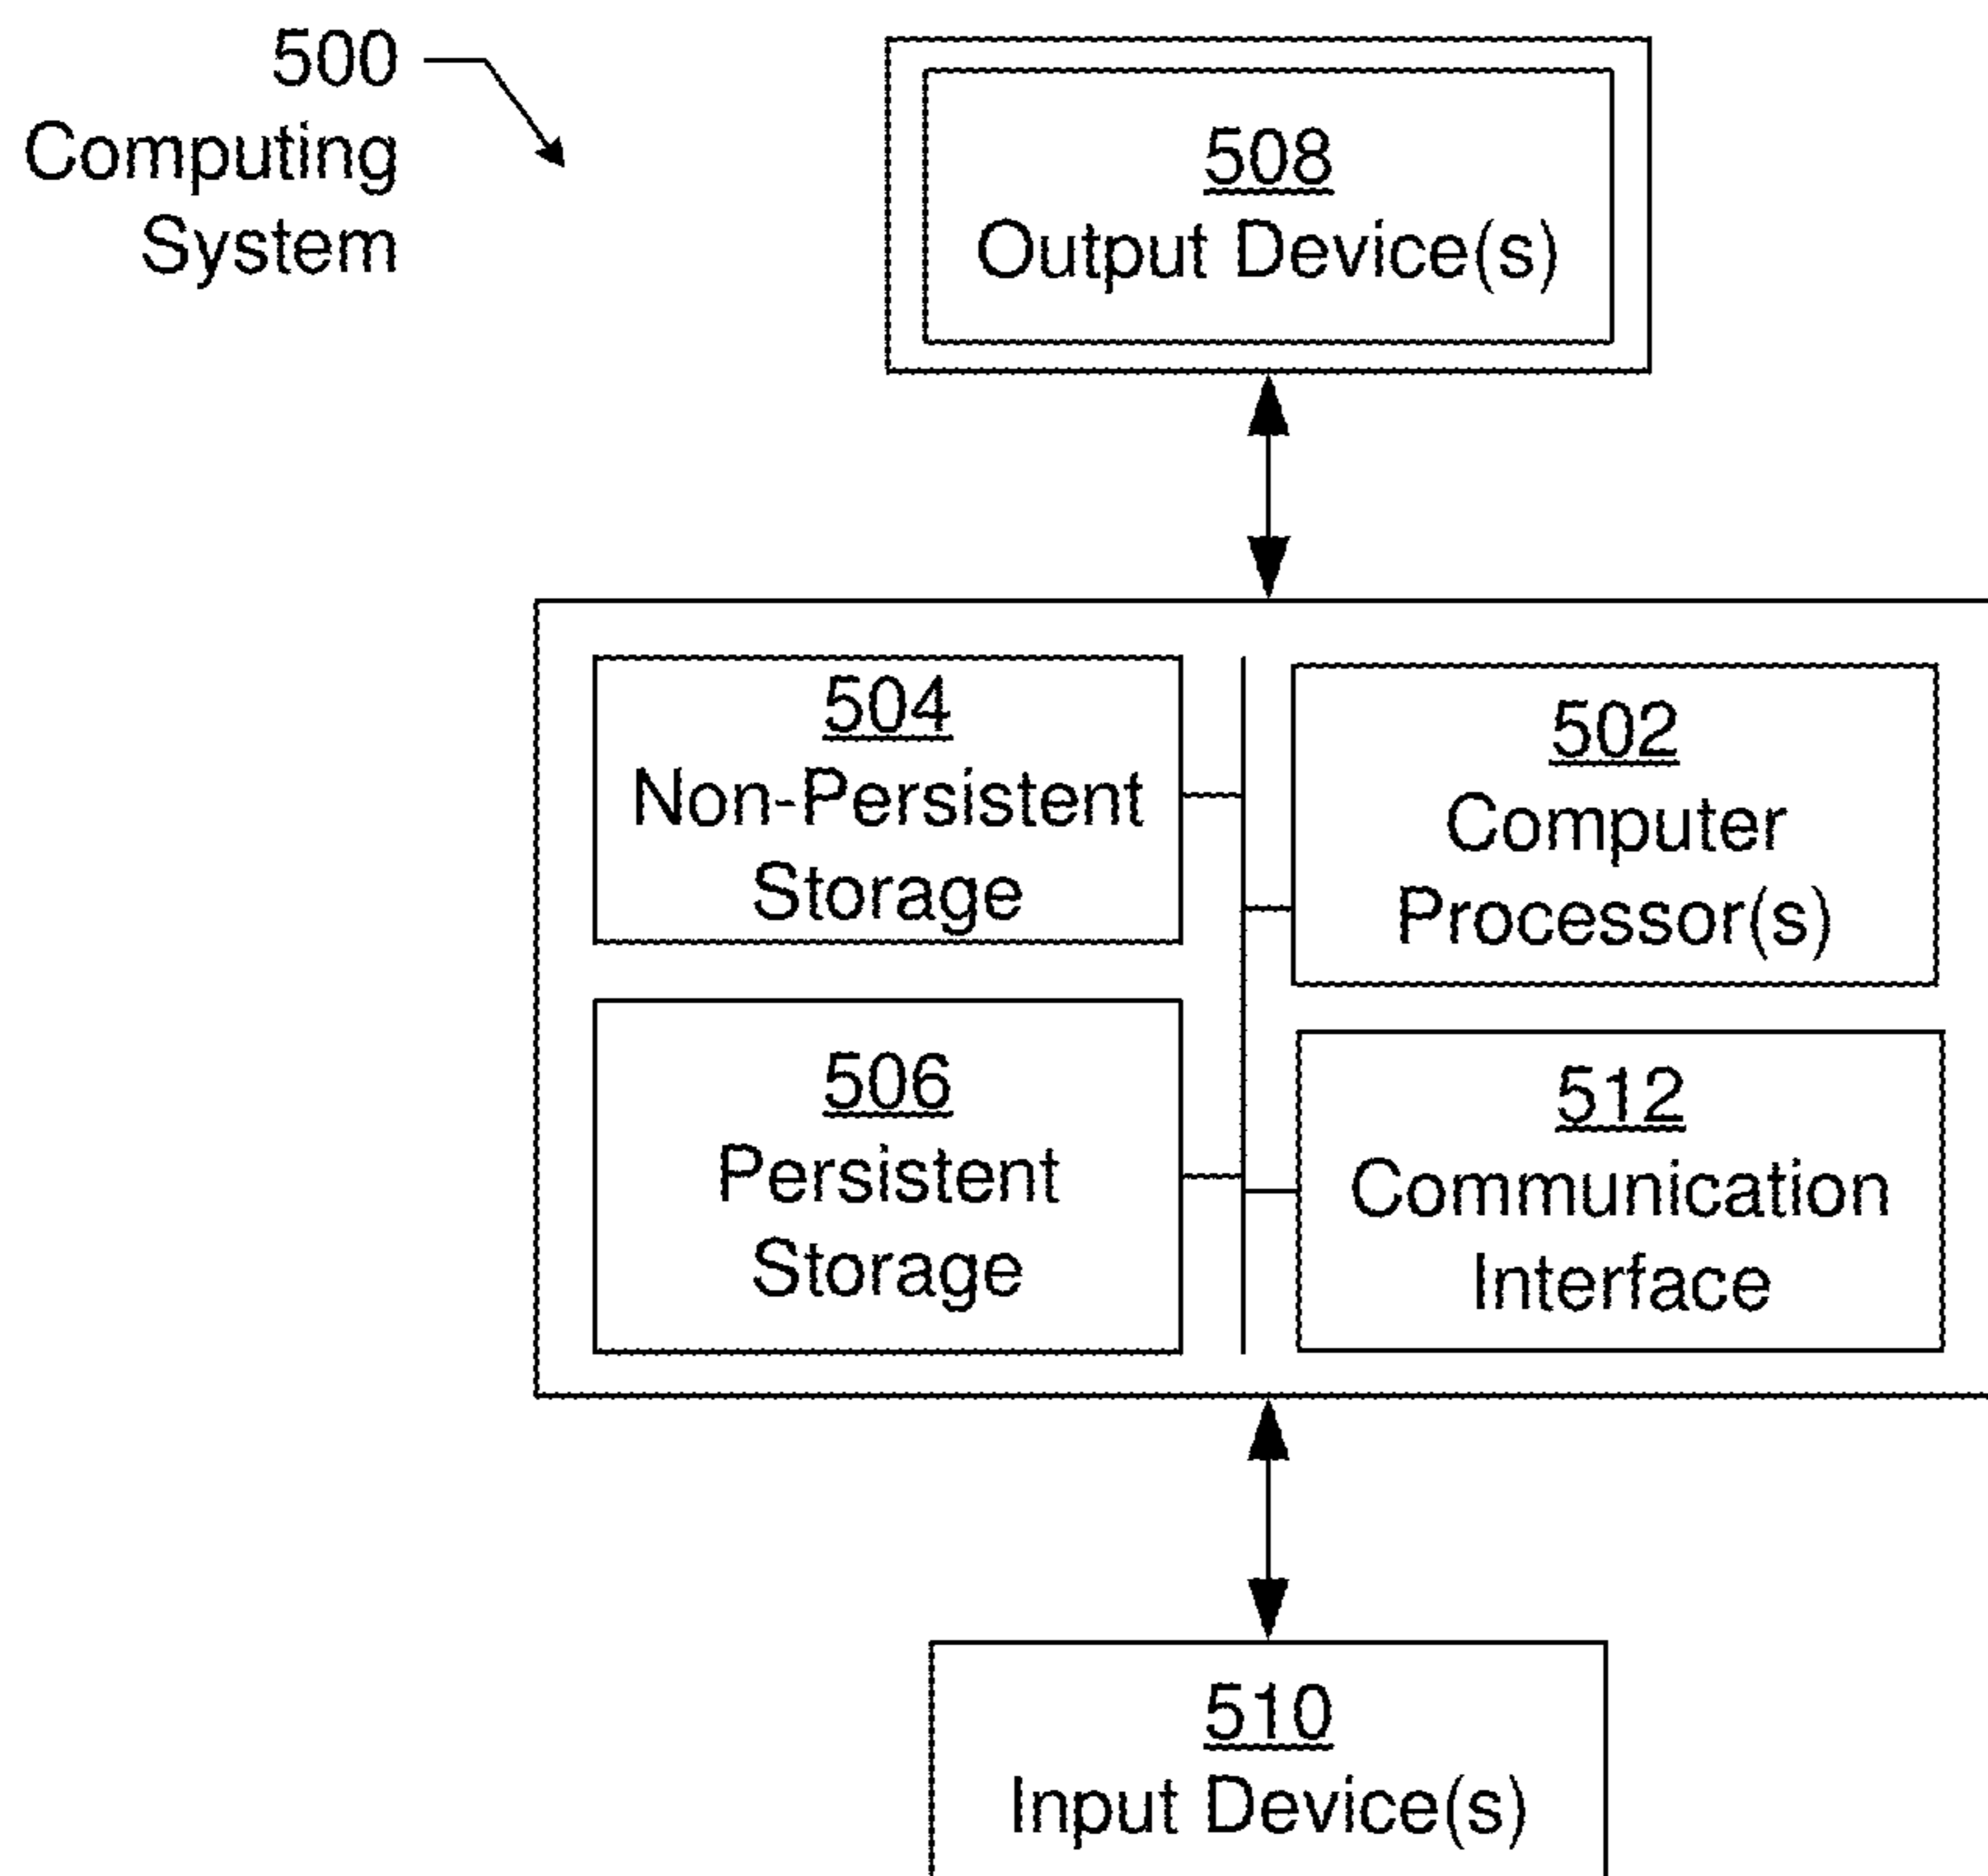 500
Computing
System
508
Output Device(s)
504
Non-Persistent
Storage
502
Computer
Processor(s)
506
Persistent
Storage
512
Communication
Interface
510
Input Device(s)